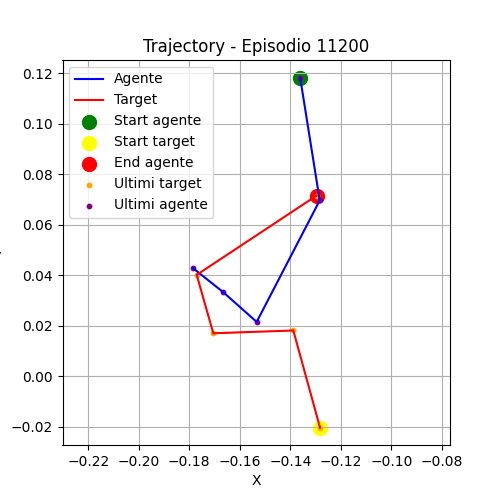 Trajectory - Episodio 11200
Agente
Target
Start agente
Start target
End agente
Ultimi target
Ultimi agente
0.12
0.10
0.08
0.06
0.04
0.02
0.00
−0.02
−0.22 −0.20 −0.18 −0.16 −0.14 −0.12 −0.10 −0.08
X